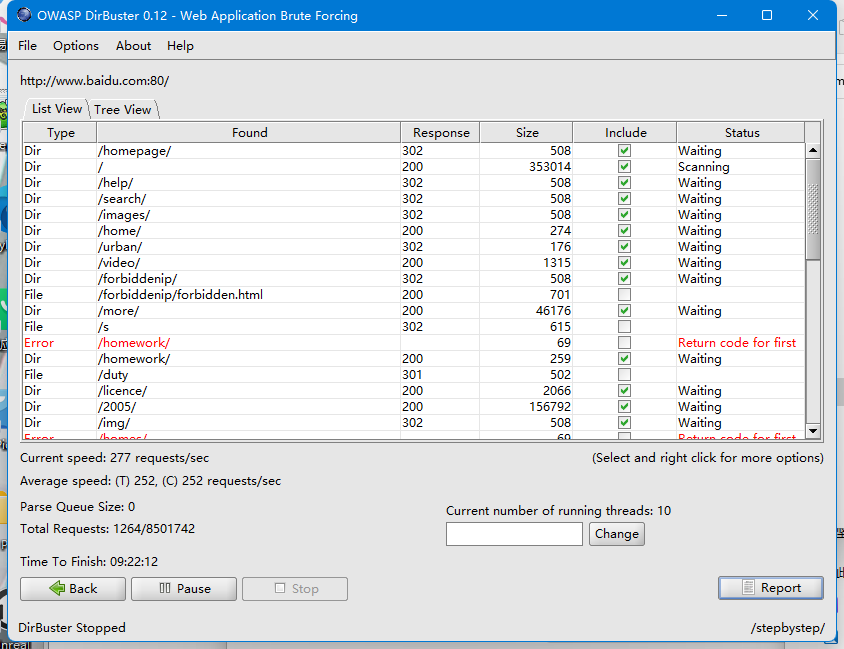 OWASP DirBuster 0.12 - Web Application Brute Forcing
File Options About Help
http://www.baidu.com:80/
List View Tree View
Type Found Response Size Include Status
Dir /homepage/ 302 508 Waiting
Dir / 200 353014 Scanning
Dir /help/ 302 508 Waiting
Dir /search/ 302 508 Waiting
Dir /images/ 302 508 Waiting
Dir /home/ 200 274 Waiting
Dir /urban/ 302 176 Waiting
Dir /video/ 200 1315 Waiting
Dir /forbiddenip/ 302 508 Waiting
File /forbiddenip/forbidden.html 200 701
Dir /more/ 200 46176 Waiting
File /s 302 615
Error /homework/ 69 Return code for first
Dir /homework/ 200 259 Waiting
File /duty 301 502
Dir /licence/ 200 2066 Waiting
Dir /2005/ 200 156792 Waiting
Dir /img/ 302 508 Waiting
Error /homes/ 69 Return code for first
Current speed: 277 requests/sec (Select and right click for more options)
Average speed: (T) 252, (C) 252 requests/sec
Parse Queue Size: 0
Current number of running threads: 10
Total Requests: 1264/8501742
Change
Time To Finish: 09:22:12
Back Pause Stop Report
DirBuster Stopped /stepbystep/